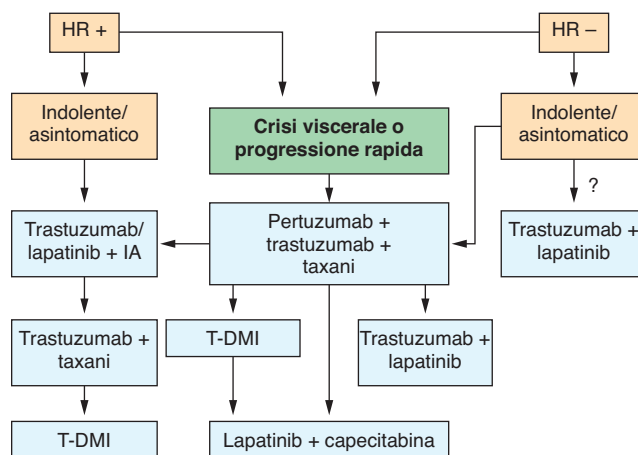 HR +
HR –
Indolente/
asintomatico
Crisi viscerale o
progressione rapida
Indolente/
asintomatico
?
Trastuzumab/
lapatinib + IA
Pertuzumab +
trastuzumab +
taxani
Trastuzumab +
lapatinib
Trastuzumab +
taxani
T-DMI
Trastuzumab +
lapatinib
T-DMI
Lapatinib + capecitabina